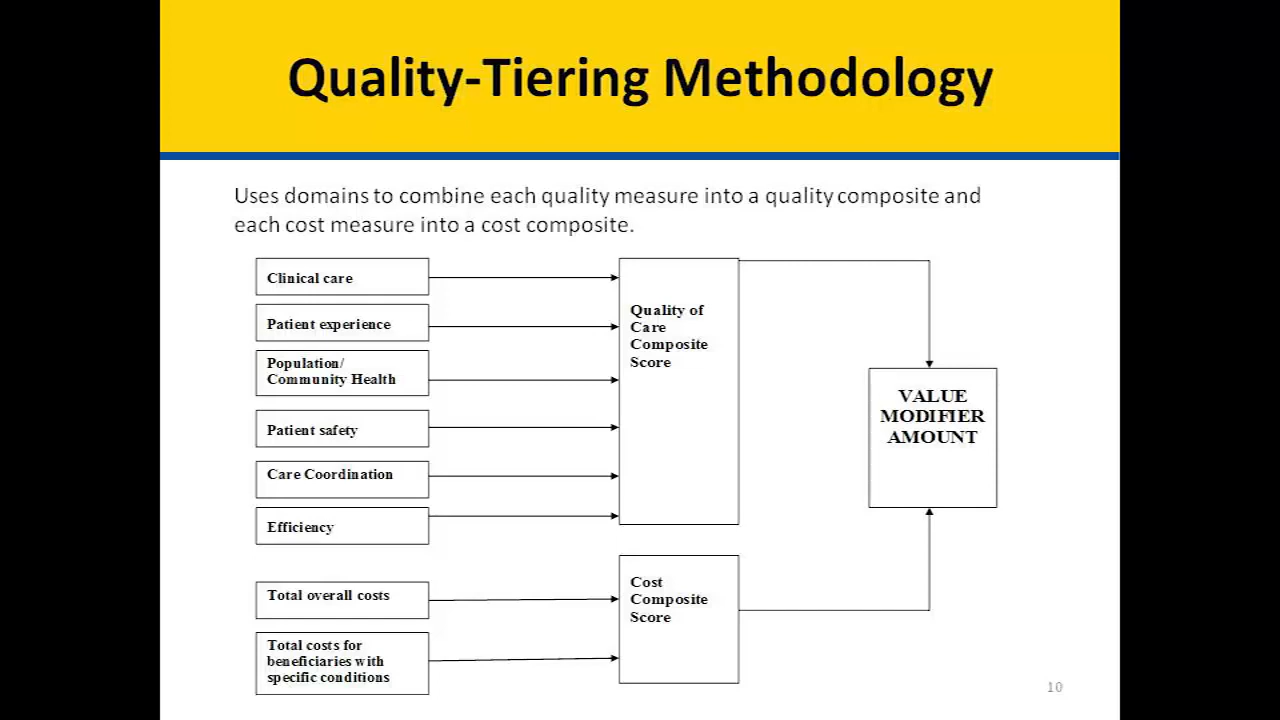 Quality-Tiering Methodology
Uses domains to combine each quality measure into a quality composite and
each cost measure into a cost composite.
Clinical care
Patient experience
Population/
Community Health
Patient safety
Care Coordination
Efficiency
Total overall costs
Total costs for
beneficiaries with
specific conditions
Quality of
Care
Composite
Score
Cost
Composite
Score
VALUE
MODIFIER
AMOUNT
10